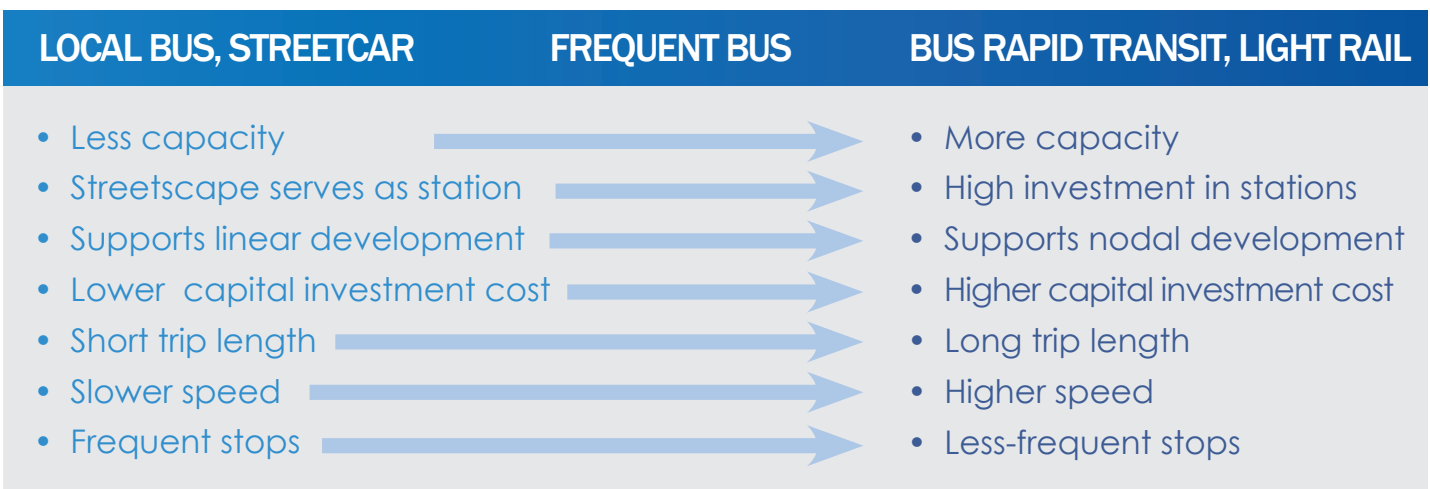 LOCAL BUS, STREETCAR FREQUENT BUS BUS RAPID TRANSIT, LIGHT RAIL
• Less capacity • More capacity
• Streetscape serves as station • High investment in stations
• Supports linear development • Supports nodal development
• Lower capital investment cost • Higher capital investment cost
• Short trip length • Long trip length
• Slower speed • Higher speed
• Frequent stops • Less-frequent stops